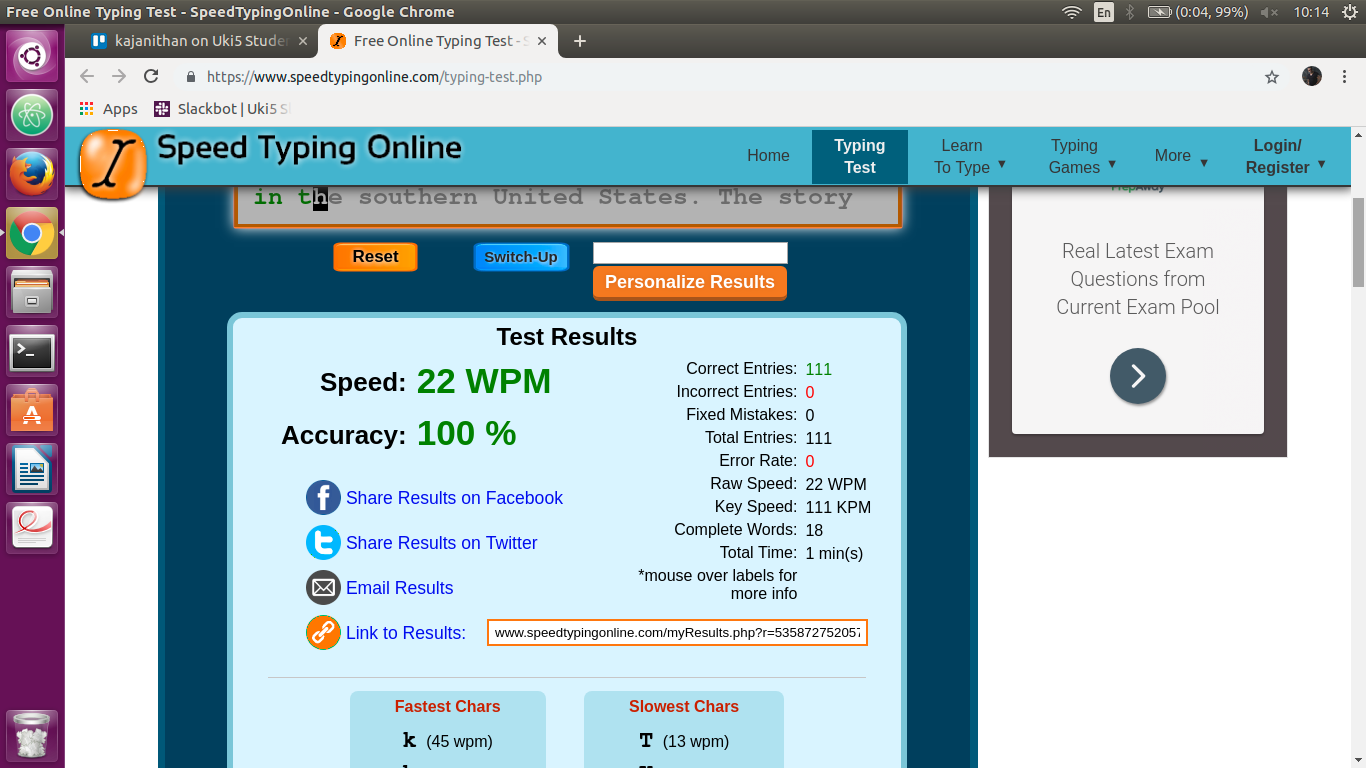 Free Online Typing Test - SpeedTypingOnline - Google Chrome
En
(0:04, 99%)
10:14
kajanithan on Uki5 Stude
Free Online Typing Test -
https://www.speedtypingonline.com/typing-test.php
Apps
Slackbot | Uki5 S
Speed Typing Online
Home
Typing Test
Learn To Type
Typing Games
More
Login/ Register
in the southern United States. The story
Reset
Switch-Up
Personalize Results
Real Latest Exam
Questions from
Current Exam Pool
Test Results
Speed: 22 WPM
Accuracy: 100 %
Share Results on Facebook
Share Results on Twitter
Email Results
Link to Results: www.speedtypingonline.com/myResults.php?r=535872752057
Correct Entries: 111
Incorrect Entries: 0
Fixed Mistakes: 0
Total Entries: 111
Error Rate: 0
Raw Speed: 22 WPM
Key Speed: 111 KPM
Complete Words: 18
Total Time: 1 min(s)
*mouse over labels for
more info
Fastest Chars
k (45 wpm)
Slowest Chars
T (13 wpm)